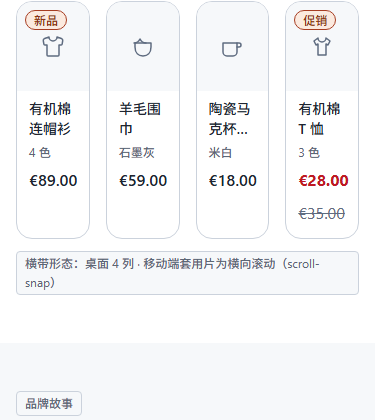 新品
促销
有机棉
连帽衫
4 色
€89.00
羊毛围
巾
石墨灰
€59.00
陶瓷马
克杯...
米白
€18.00
有机棉
T 恤
3 色
€28.00
€35.00
横带形态：桌面 4 列 · 移动端套用片为横向滚动（scroll-
snap）
品牌故事